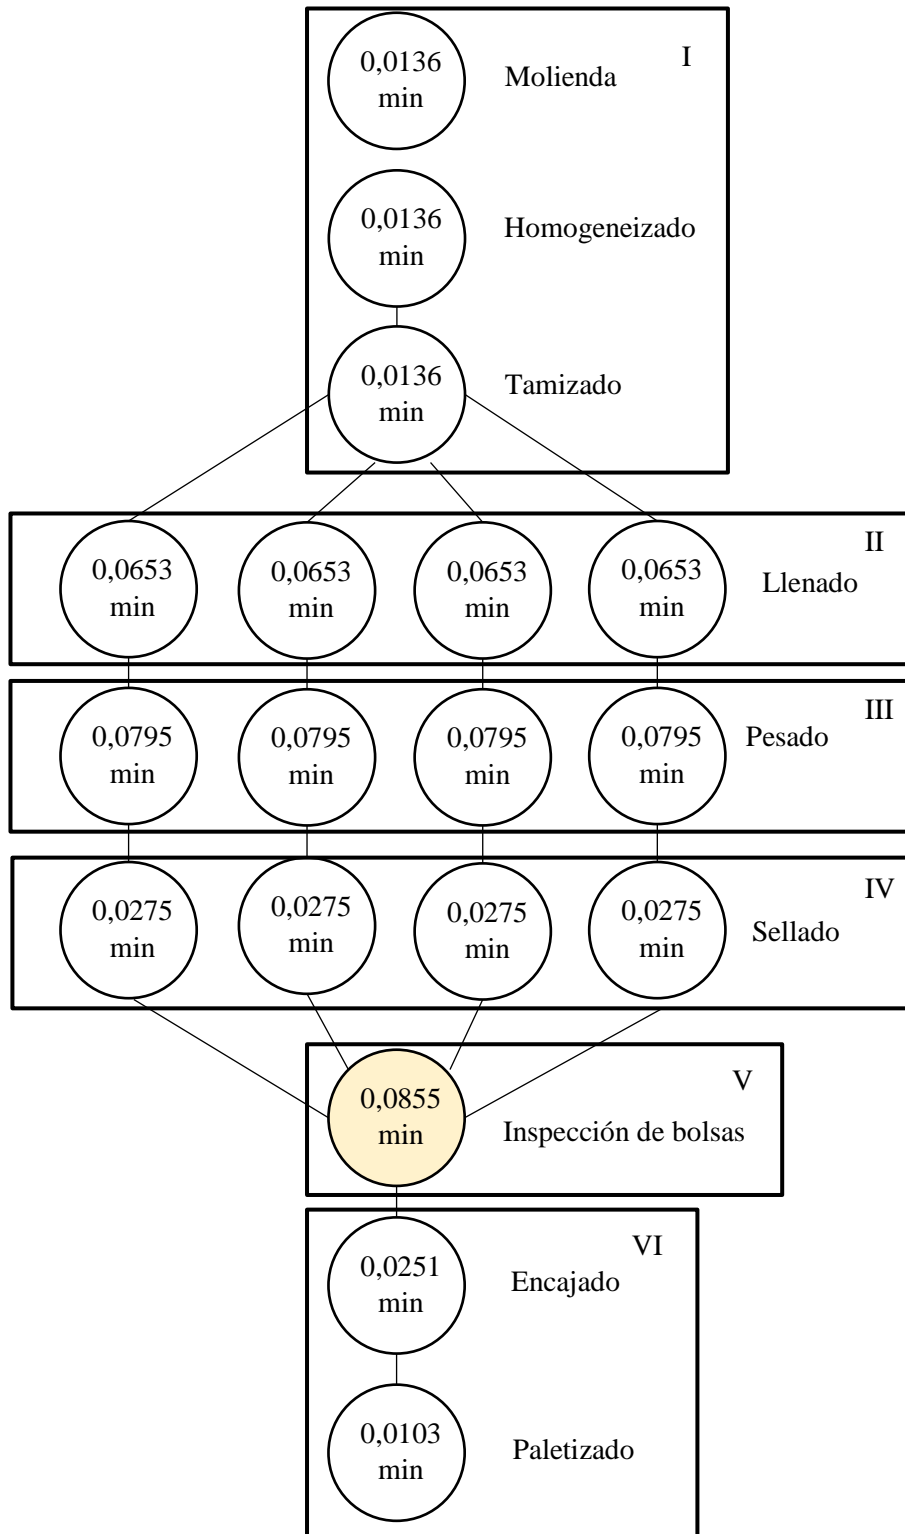 I
0,0136
min
Molienda
0,0136
min
Homogeneizado
0,0136
min
Tamizado
II
0,0653
min
0,0653
min
0,0653
min
0,0653
min
Llenado
III
0,0795
min
0,0795
min
0,0795
min
0,0795
min
Pesado
IV
0,0275
min
0,0275
min
0,0275
min
0,0275
min
Sellado
V
0,0855
min
Inspección de bolsas
VI
0,0251
min
Encajado
0,0103
min
Paletizado